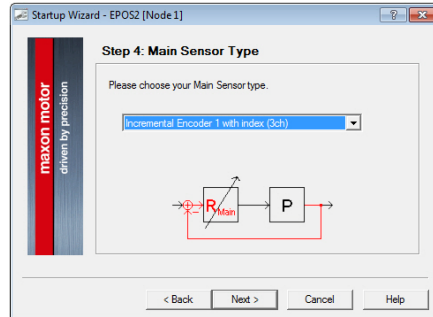 Startup Wizard - EPOS2 [Node 1]
maxon motor
driven by precision
Step 4: Main Sensor Type
Please choose your Main Sensor type.
Incremental Encoder 1 with index (3ch)
R Main
P
< Back
Next >
Cancel
Help